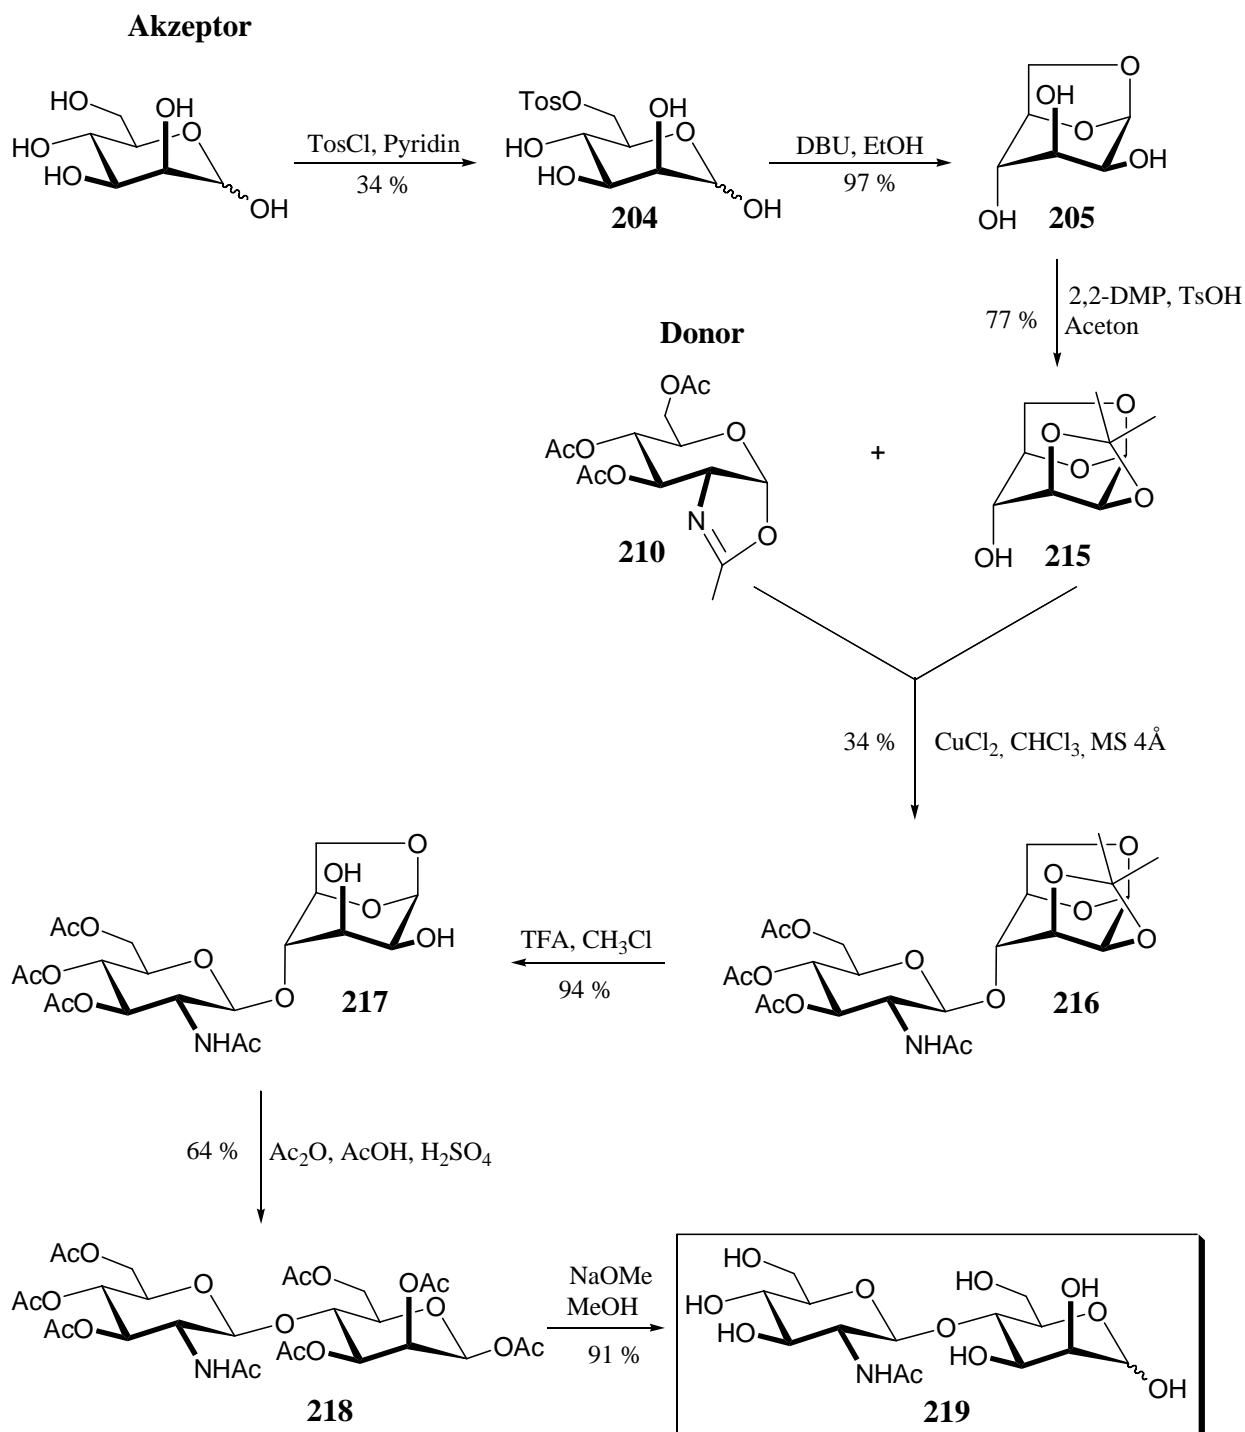 Akzeptor
HO
OH
HO
O
HO
OH
TosCl, Pyridin
34 %
TosO
OH
HO
O
HO
OH
204
DBU, EtOH
97 %
O
OH
O
OH
OH
205
2,2-DMP, TsOH
77 %
Aceton
Donor
OAc
O
AcO
AcO
N
O
210
+
O
O
O
O
OH
215
34 %
CuCl2, CHCl3, MS 4Å
O
OH
O
OH
AcO
O
AcO
AcO
O
NHAc
217
TFA, CH3Cl
94 %
O
O
O
O
AcO
O
AcO
AcO
O
NHAc
216
64 %
Ac2O, AcOH, H2SO4
AcO
O
AcO
AcO
NHAc
O
AcO
OAc
O
AcO
OAc
218
NaOMe
MeOH
91 %
HO
O
HO
HO
NHAc
O
HO
OH
O
HO
OH
219